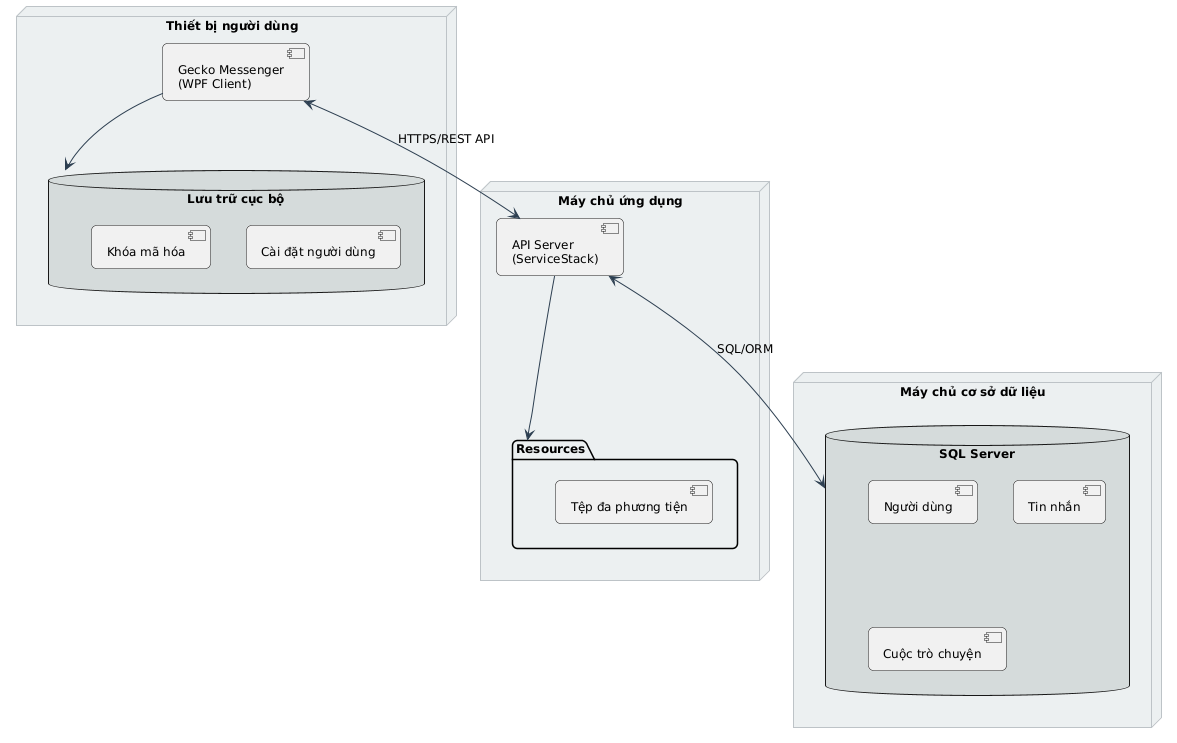 Thiết bị người dùng
Gecko Messenger
(WPF Client)
HTTPS/REST API
Lưu trữ cục bộ
Khóa mã hóa
Cài đặt người dùng
Máy chủ ứng dụng
API Server
(ServiceStack)
SQL/ORM
Resources
Tệp đa phương tiện
Máy chủ cơ sở dữ liệu
SQL Server
Người dùng
Tin nhắn
Cuộc trò chuyện